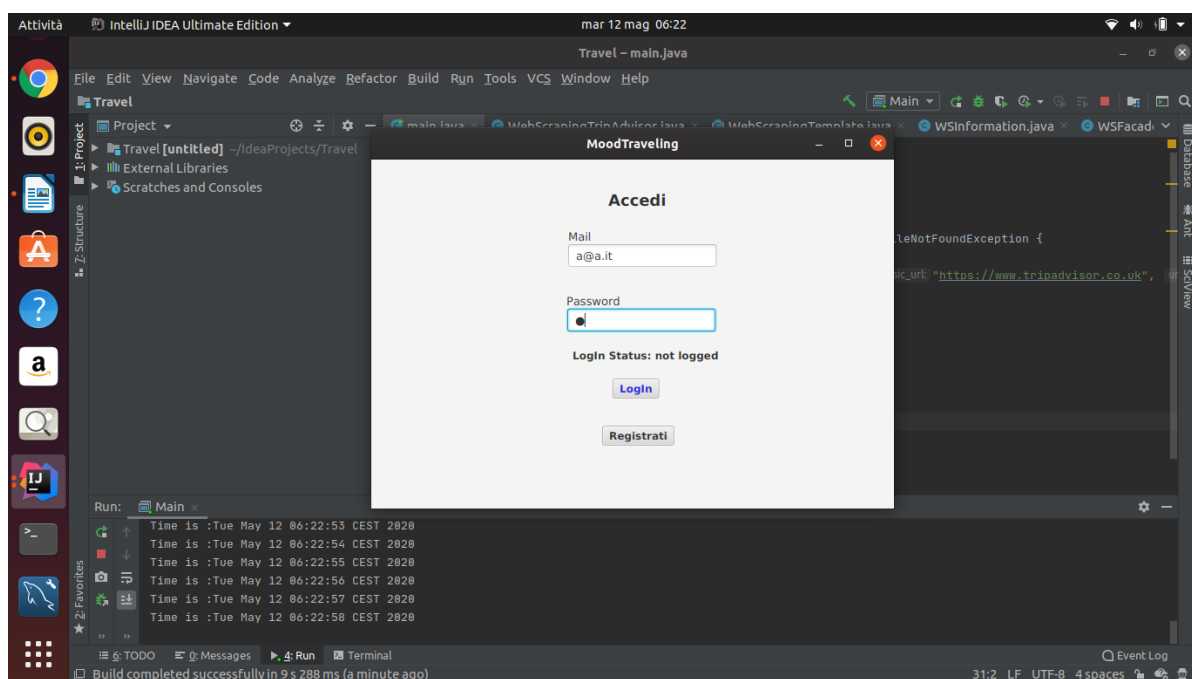 Attività IntelliJ IDEA Ultimate Edition mar 12 mag 06:22
Travel – main.java
File Edit View Navigate Code Analyze Refactor Build Run Tools VCS Window Help
Travel Main
Project main.java WebScrapingTripAdvisor.java WebScrapingTemplate.java WSInformation.java WSFacad
Travel [untitled] ~/IdeaProjects/Travel
External Libraries
Scratches and Consoles
1: Project
Z: Structure
2: Favorites
MoodTraveling
Accedi
Mail
a@a.it
Password
LogIn Status: not logged
LogIn
Registrati
leNotFoundException {
sic_url: "https://www.tripadvisor.co.uk", ur
Database
Ant
SciView
Run: Main
Time is :Tue May 12 06:22:53 CEST 2020
Time is :Tue May 12 06:22:54 CEST 2020
Time is :Tue May 12 06:22:55 CEST 2020
Time is :Tue May 12 06:22:56 CEST 2020
Time is :Tue May 12 06:22:57 CEST 2020
Time is :Tue May 12 06:22:58 CEST 2020
6: TODO 0: Messages 4: Run Terminal Event Log
Build completed successfully in 9 s 288 ms (a minute ago) 31:2 LF UTF-8 4 spaces